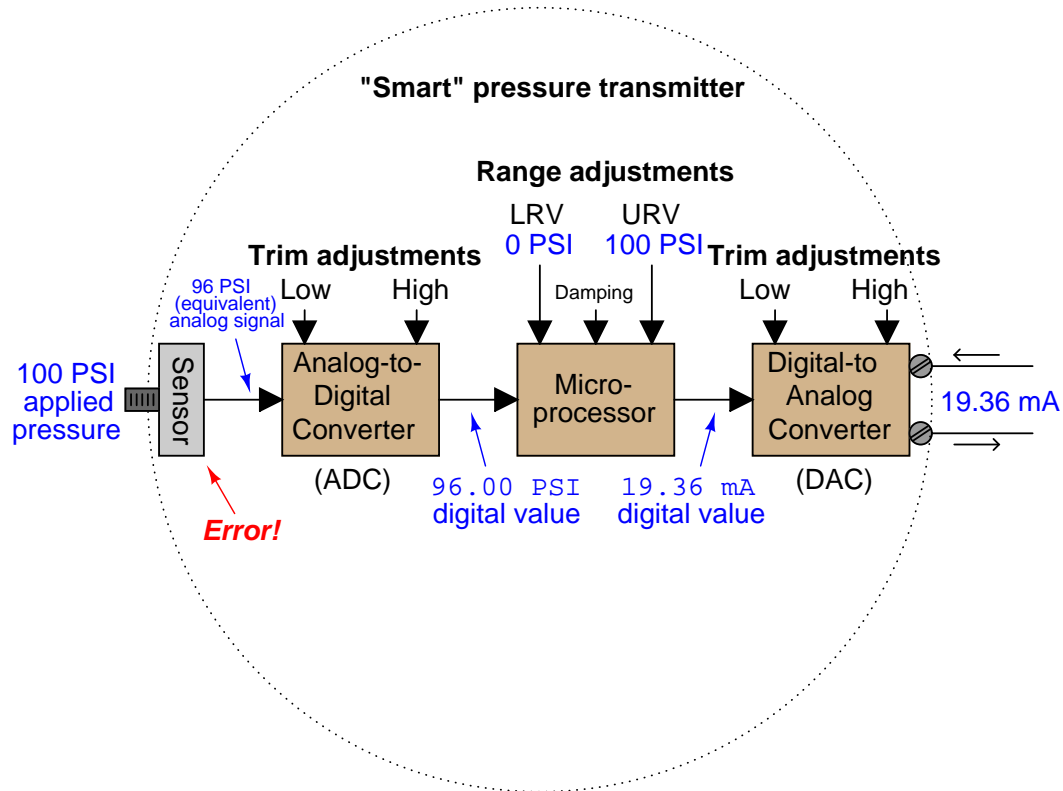 "Smart" pressure transmitter
Range adjustments
LRV
0 PSI
URV
100 PSI
Damping
Trim adjustments
Low
High
Trim adjustments
Low
High
96 PSI
(equivalent)
analog signal
100 PSI
applied
pressure
Sensor
Analog-to-
Digital
Converter
(ADC)
Micro-
processor
Digital-to
Analog
Converter
(DAC)
19.36 mA
Error!
96.00 PSI
digital value
19.36 mA
digital value